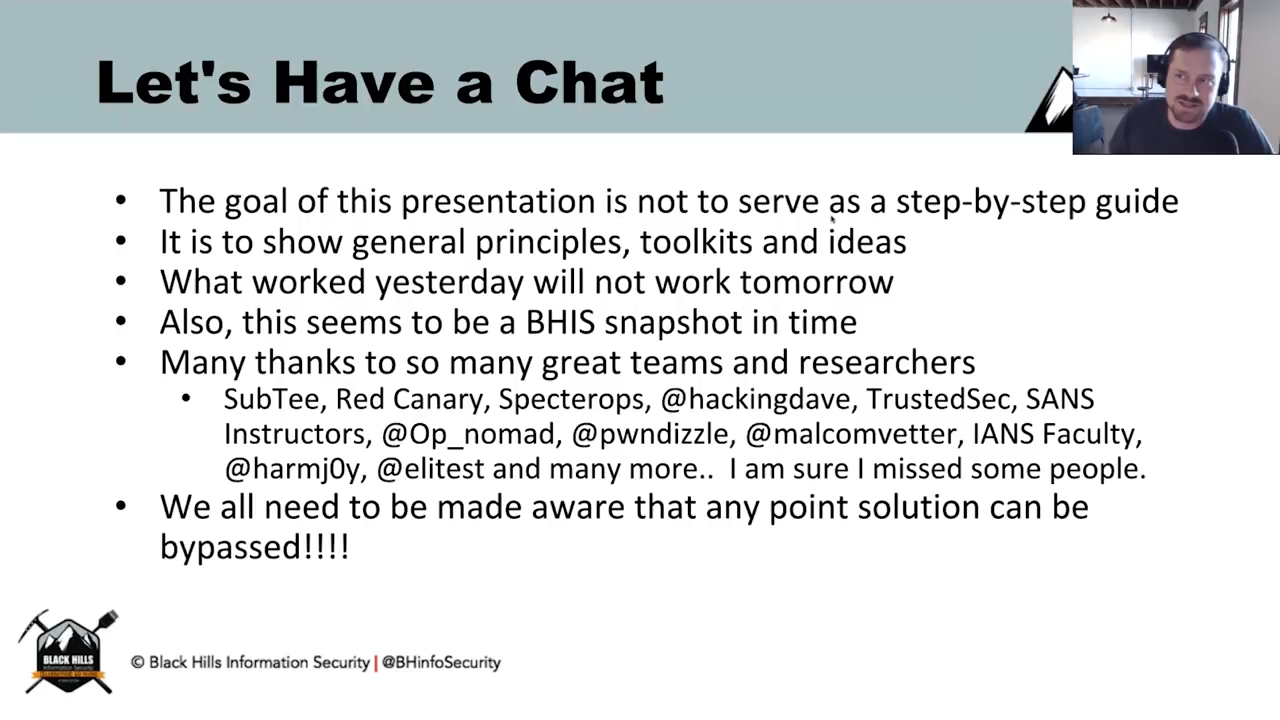 Let's Have a Chat
• The goal of this presentation is not to serve as a step-by-step guide
• It is to show general principles, toolkits and ideas
• What worked yesterday will not work tomorrow
• Also, this seems to be a BHIS snapshot in time
• Many thanks to so many great teams and researchers
• SubTee, Red Canary, Specterops, @hackingdave, TrustedSec, SANS
Instructors, @Op_nomad, @pwndizzle, @malcomvetter, IANS Faculty,
@harmj0y, @elitest and many more.. I am sure I missed some people.
• We all need to be made aware that any point solution can be
bypassed!!!!
BLACK HILLS
Information Security
© Black Hills Information Security | @BHinfoSecurity